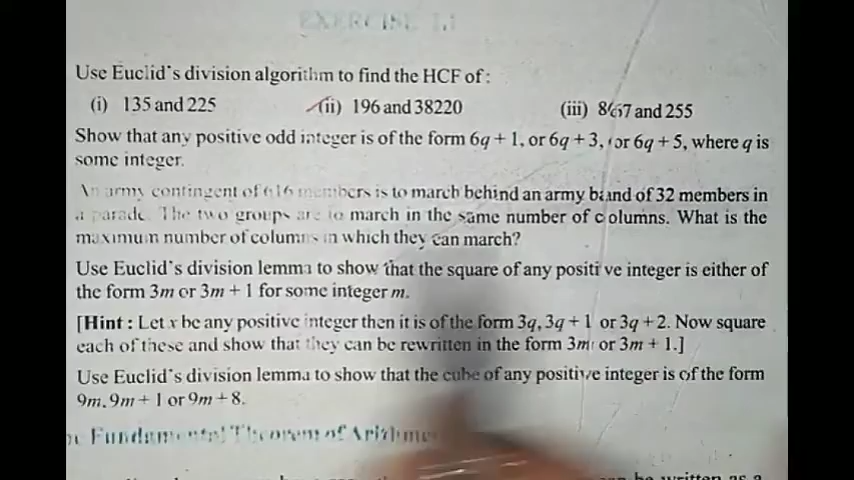 EXERCISE 1.1
Use Euclid's division algorithm to find the HCF of :
(i) 135 and 225 (ii) 196 and 38220 (iii) 867 and 255
Show that any positive odd integer is of the form 6q + 1, or 6q + 3, or 6q + 5, where q is
some integer.
An army contingent of 616 members is to march behind an army band of 32 members in
a parade. The two groups are to march in the same number of columns. What is the
maximum number of columns in which they can march?
Use Euclid's division lemma to show that the square of any positive integer is either of
the form 3m or 3m + 1 for some integer m.
[Hint : Let x be any positive integer then it is of the form 3q, 3q + 1 or 3q + 2. Now square
each of these and show that they can be rewritten in the form 3m or 3m + 1.]
Use Euclid's division lemma to show that the cube of any positive integer is of the form
9m, 9m + 1 or 9m + 8.
Fundamental Theorem of
be written as a